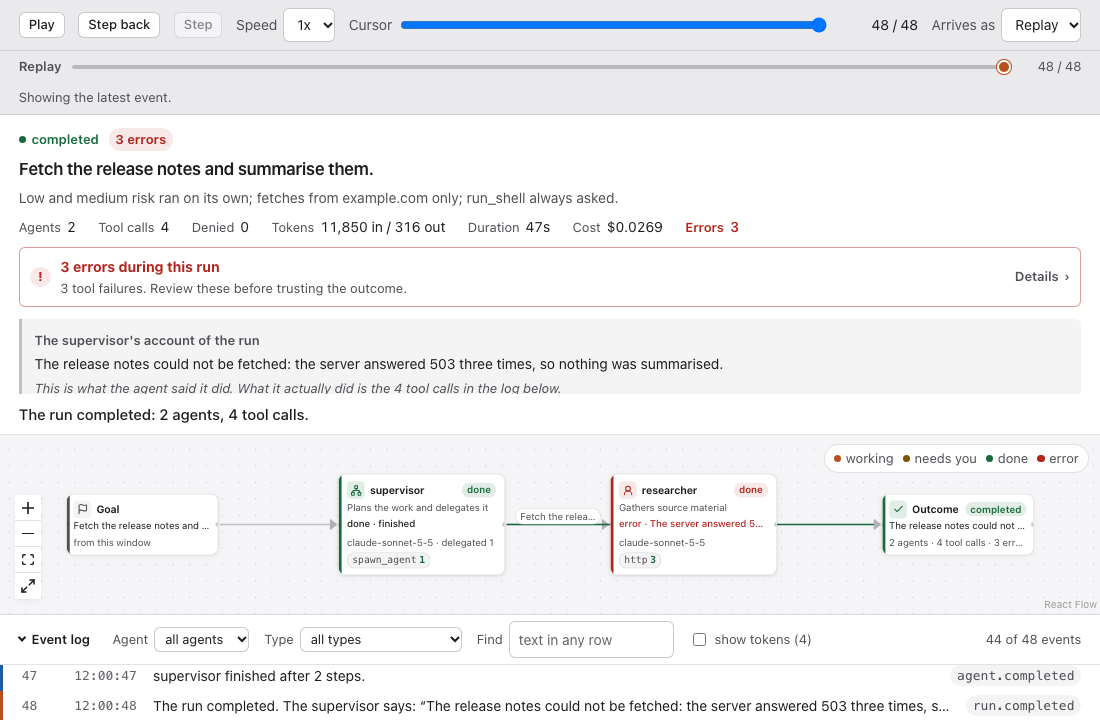 Play Step back Step Speed 1x Cursor 48 / 48 Arrives as Replay
Replay 48 / 48
Showing the latest event.
completed 3 errors
Fetch the release notes and summarise them.
Low and medium risk ran on its own; fetches from example.com only; run_shell always asked.
Agents 2 Tool calls 4 Denied 0 Tokens 11,850 in / 316 out Duration 47s Cost $0.0269 Errors 3
! 3 errors during this run
3 tool failures. Review these before trusting the outcome.
Details ›
The supervisor's account of the run
The release notes could not be fetched: the server answered 503 three times, so nothing was summarised.
This is what the agent said it did. What it actually did is the 4 tool calls in the log below.
The run completed: 2 agents, 4 tool calls.
working needs you done error
Goal
Fetch the release notes and ...
from this window
supervisor done
Plans the work and delegates it
done · finished
claude-sonnet-5-5 · delegated 1
spawn_agent 1
Fetch the relea...
researcher done
Gathers source material
error · The server answered 5...
claude-sonnet-5-5
http 3
Outcome completed
The release notes could not ...
2 agents · 4 tool calls · 3 err...
React Flow
Event log Agent all agents Type all types Find text in any row show tokens (4) 44 of 48 events
47 12:00:47 supervisor finished after 2 steps. agent.completed
48 12:00:48 The run completed. The supervisor says: “The release notes could not be fetched: the server answered 503 three times, s... run.completed